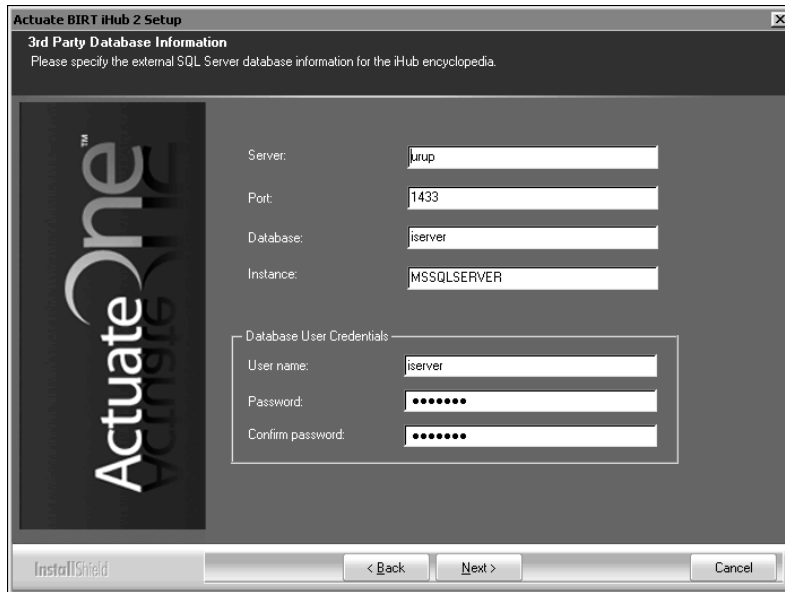 Actuate BIRT iHub 2 Setup
3rd Party Database Information
Please specify the external SQL Server database information for the iHub encyclopedia.
ActuateOne™
Server: urup
Port: 1433
Database: iserver
Instance: MSSQLSERVER
Database User Credentials
User name: iserver
Password: •••••••
Confirm password: •••••••
InstallShield
< Back Next > Cancel